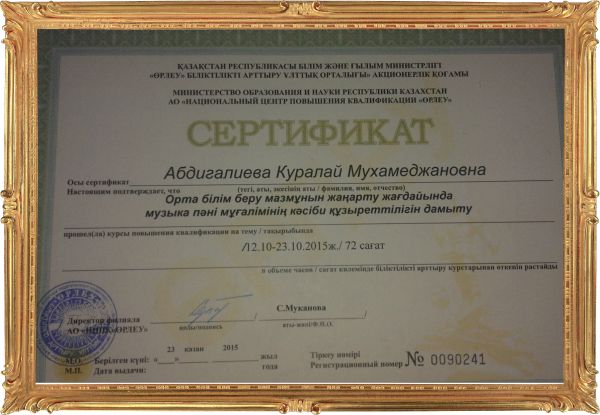 ҚАЗАҚСТАН РЕСПУБЛИКАСЫ БІЛІМ ЖӘНЕ ҒЫЛЫМ МИНИСТРЛІГІ
«ӨРЛЕУ» БІЛІКТІЛІКТІ АРТТЫРУ ҰЛТТЫҚ ОРТАЛЫҒЫ» АКЦИОНЕРЛІК ҚОҒАМЫ
МИНИСТЕРСТВО ОБРАЗОВАНИЯ И НАУКИ РЕСПУБЛИКИ КАЗАХСТАН
АО «НАЦИОНАЛЬНЫЙ ЦЕНТР ПОВЫШЕНИЯ КВАЛИФИКАЦИИ «ӨРЛЕУ»
СЕРТИФИКАТ
Абдигалиева Куралай Мухамеджановна
Осы сертификат
Настоящим подтверждает, что (тегі, аты, әкесінің аты / фамилия, имя, отчество)
Орта білім беру мазмұнын жаңарту жағдайында
музыка пәні мұғалімінің кәсіби құзыреттілігін дамыту
прошел(ла) курсы повышения квалификации на тему / тақырыбында
/12.10-23.10.2015ж./ 72 сағат
в объеме часов / сағат көлемінде біліктілікті арттыру курстарынан өткенін растайды
С.Муканова
Директор филиала
АО «НЦПК«ӨРЛЕУ»
қолы/подпись
аты-жөні/Ф.И.О.
23 қазан 2015
М.О. Берілген күні: «__»____ жыл
М.П. Дата выдачи: года
Тіркеу нөмірі
Регистрационный номер № 0090241